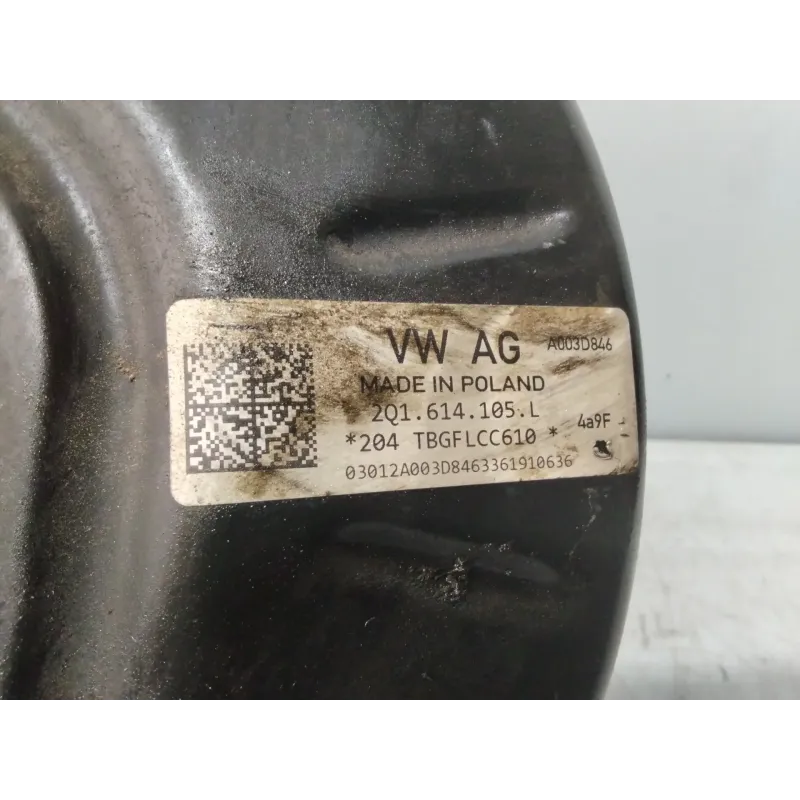 VW AG A003D846
MADE IN POLAND
2Q1.614.105.L
*204 TBGFLCC610 * 4a9F
03012A003D8463361910636